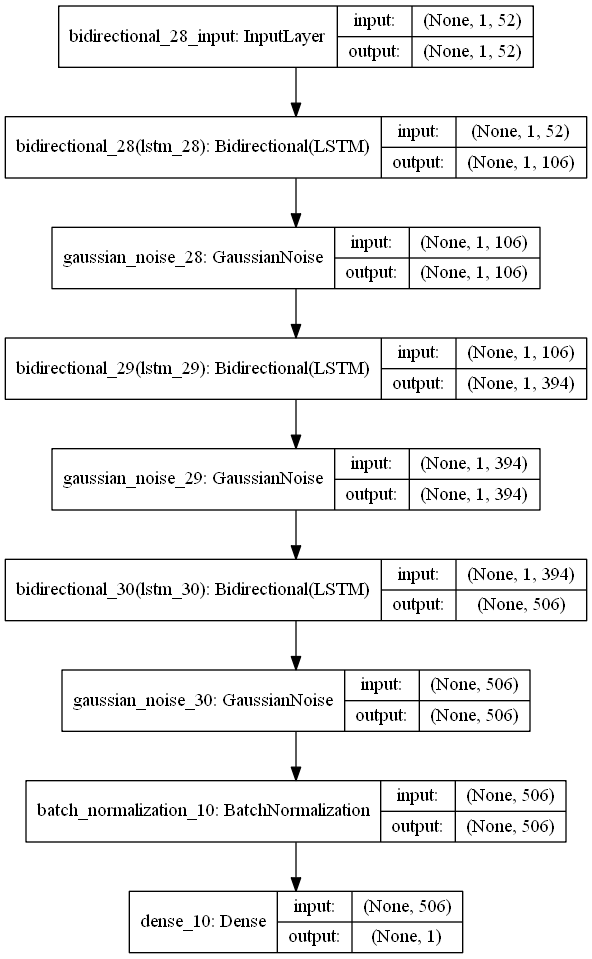 bidirectional_28_input: InputLayer
input: (None, 1, 52)
output: (None, 1, 52)
bidirectional_28(lstm_28): Bidirectional(LSTM)
input: (None, 1, 52)
output: (None, 1, 106)
gaussian_noise_28: GaussianNoise
input: (None, 1, 106)
output: (None, 1, 106)
bidirectional_29(lstm_29): Bidirectional(LSTM)
input: (None, 1, 106)
output: (None, 1, 394)
gaussian_noise_29: GaussianNoise
input: (None, 1, 394)
output: (None, 1, 394)
bidirectional_30(lstm_30): Bidirectional(LSTM)
input: (None, 1, 394)
output: (None, 506)
gaussian_noise_30: GaussianNoise
input: (None, 506)
output: (None, 506)
batch_normalization_10: BatchNormalization
input: (None, 506)
output: (None, 506)
dense_10: Dense
input: (None, 506)
output: (None, 1)